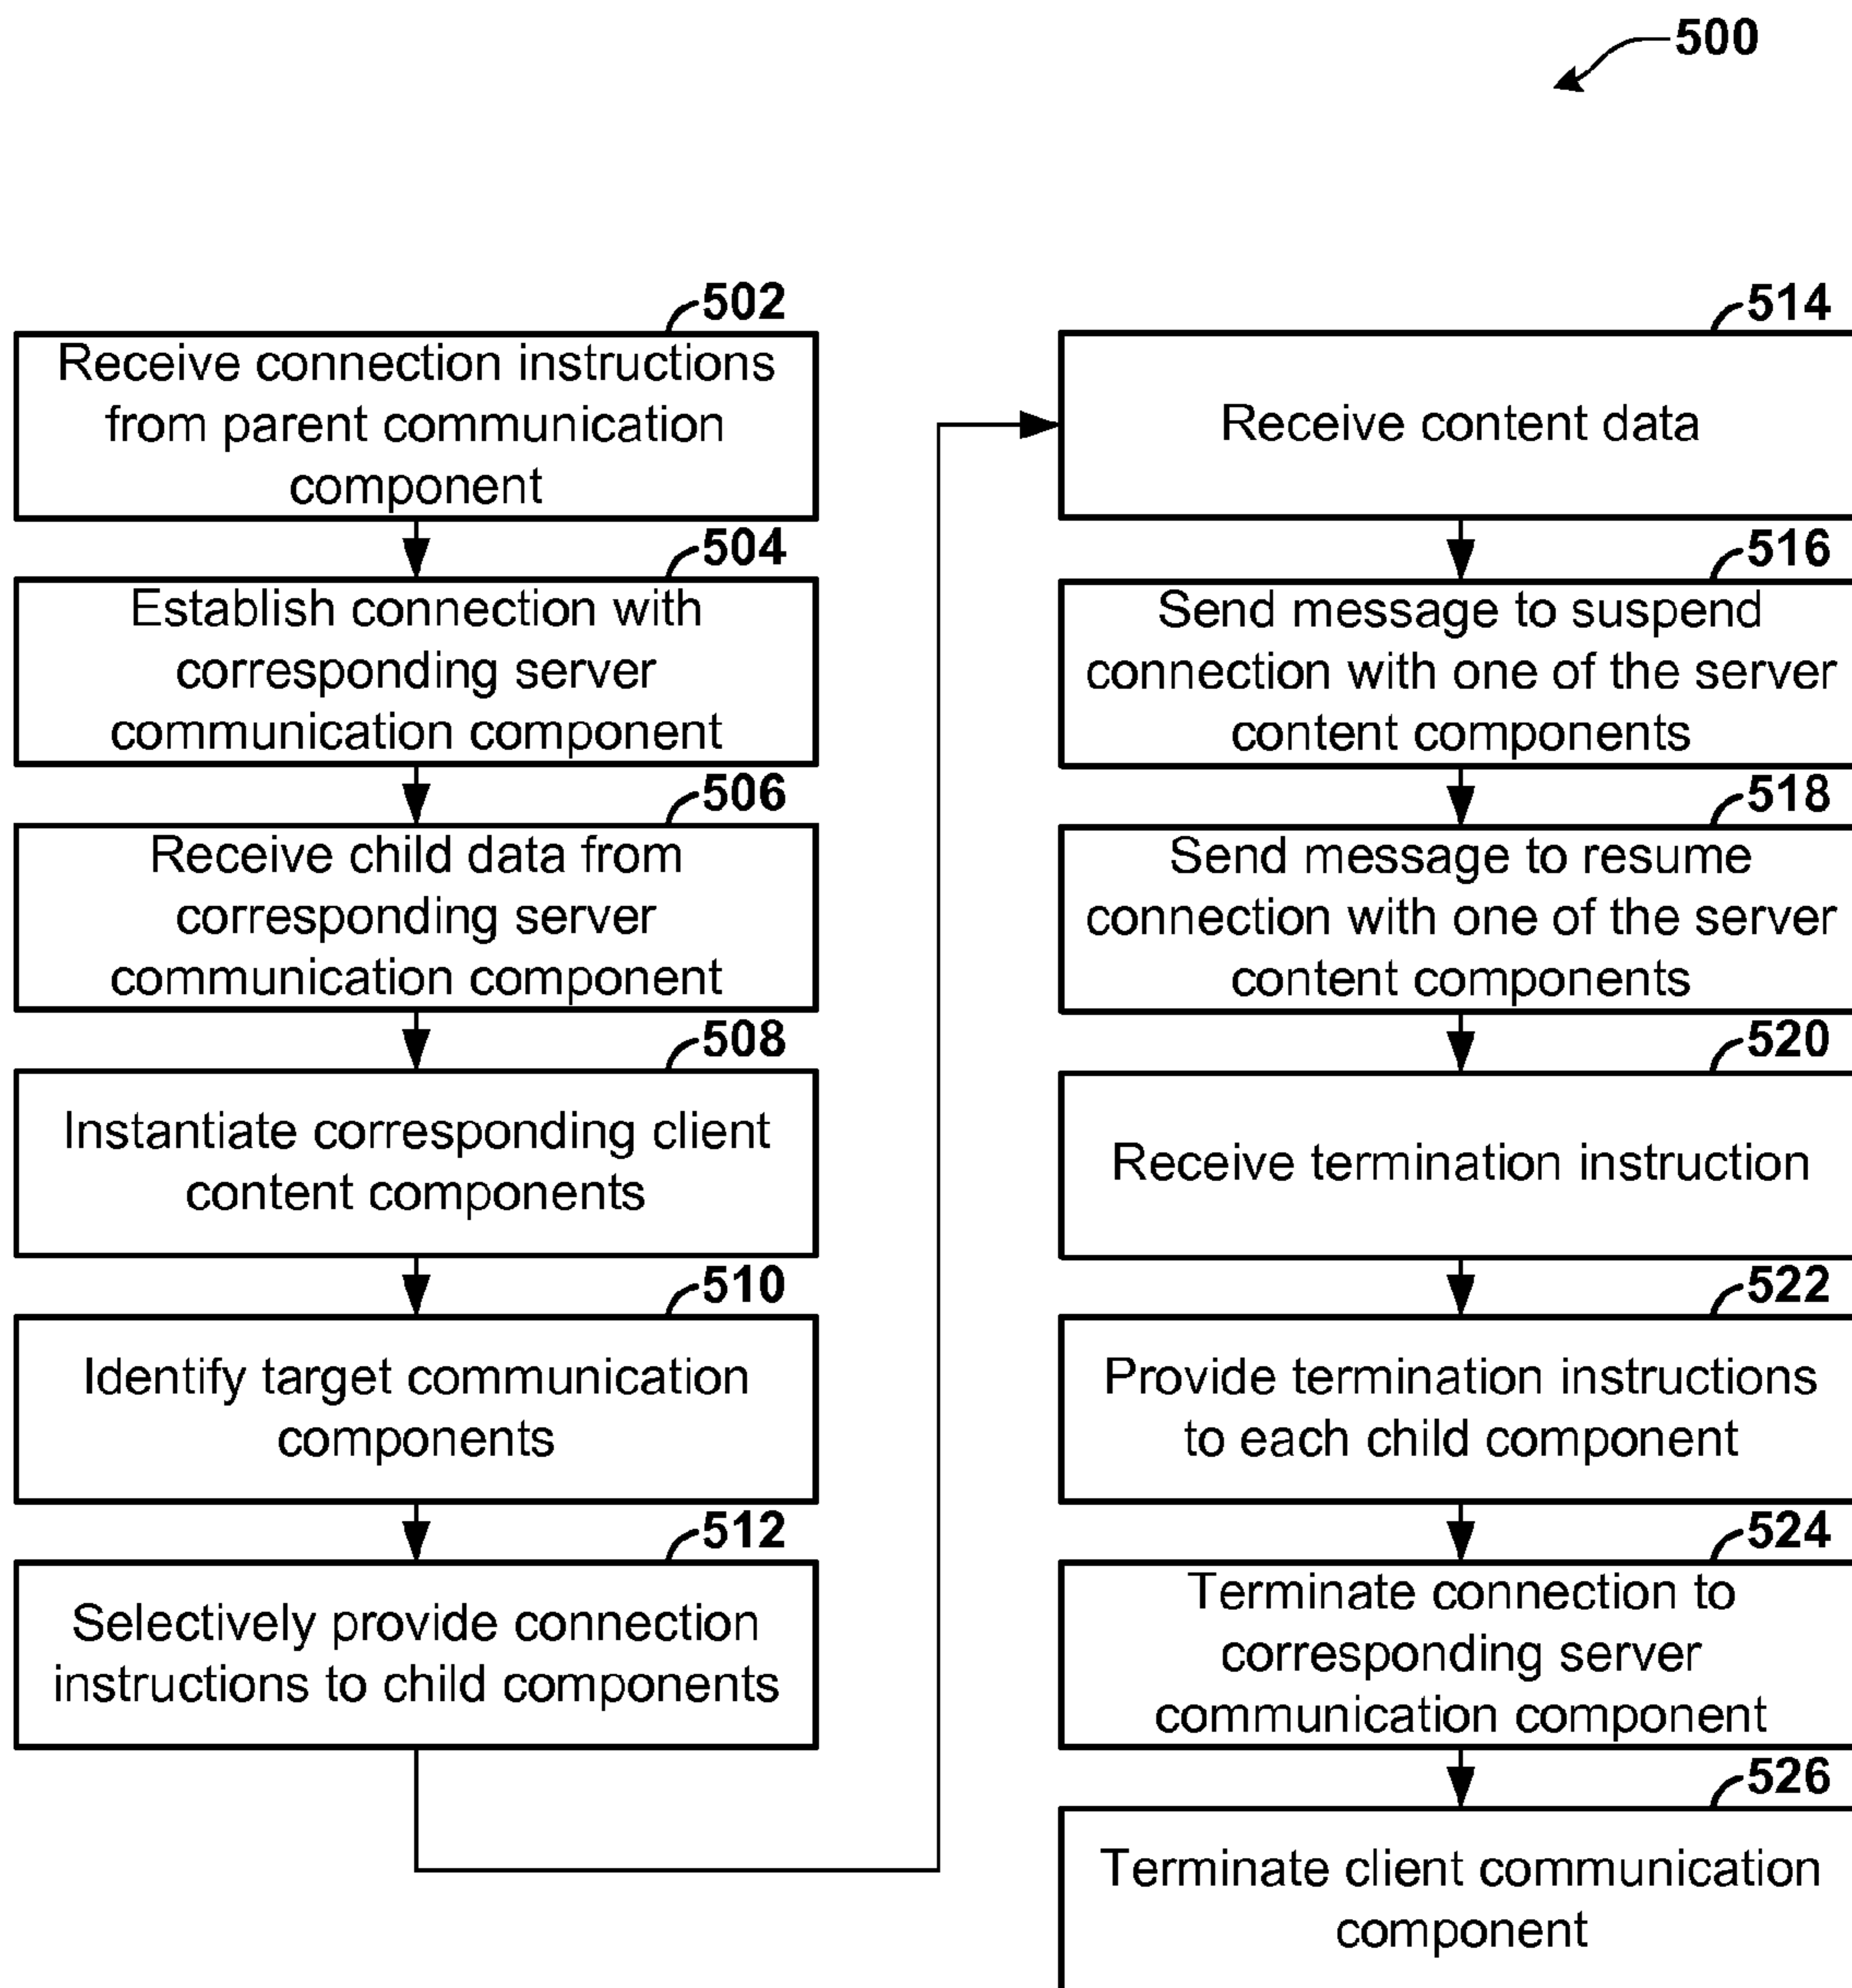 500
502
Receive connection instructions
from parent communication
component
504
Establish connection with
corresponding server
communication component
506
Receive child data from
corresponding server
communication component
508
Instantiate corresponding client
content components
510
Identify target communication
components
512
Selectively provide connection
instructions to child components
514
Receive content data
516
Send message to suspend
connection with one of the server
content components
518
Send message to resume
connection with one of the server
content components
520
Receive termination instruction
522
Provide termination instructions
to each child component
524
Terminate connection to
corresponding server
communication component
526
Terminate client communication
component